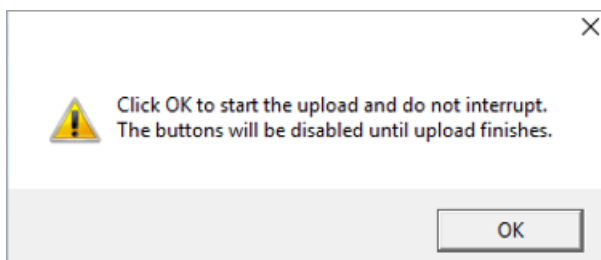 Click OK to start the upload and do not interrupt.
The buttons will be disabled until upload finishes.
OK